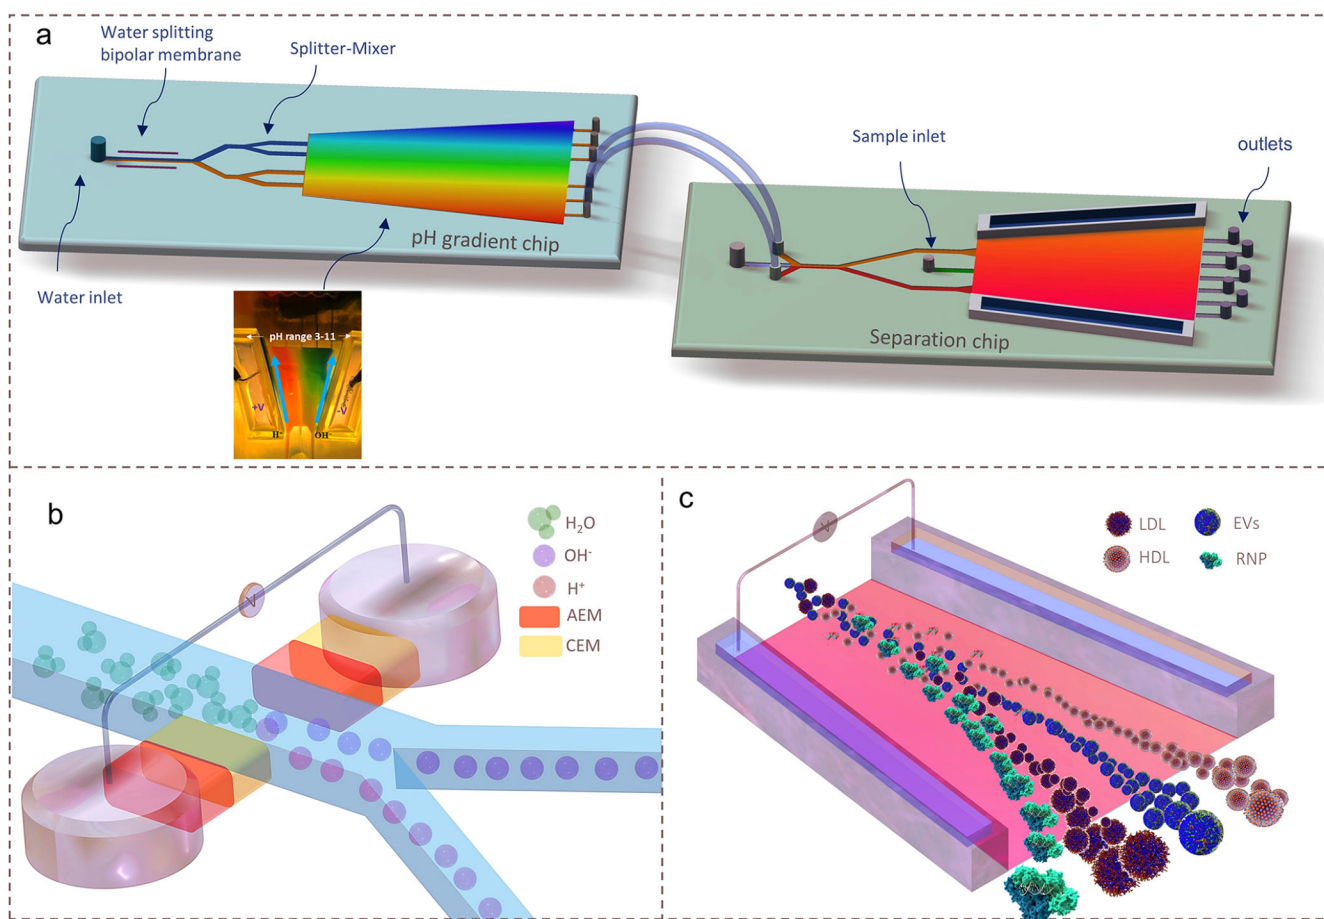 a
Water splitting
bipolar membrane
Splitter-Mixer
Sample inlet
outlets
pH gradient chip
Water inlet
Separation chip
pH range 3-11
+V
-V
H⁺
OH⁻
b
H₂O
OH⁻
H⁺
AEM
CEM
V
c
LDL
EVs
HDL
RNP
V